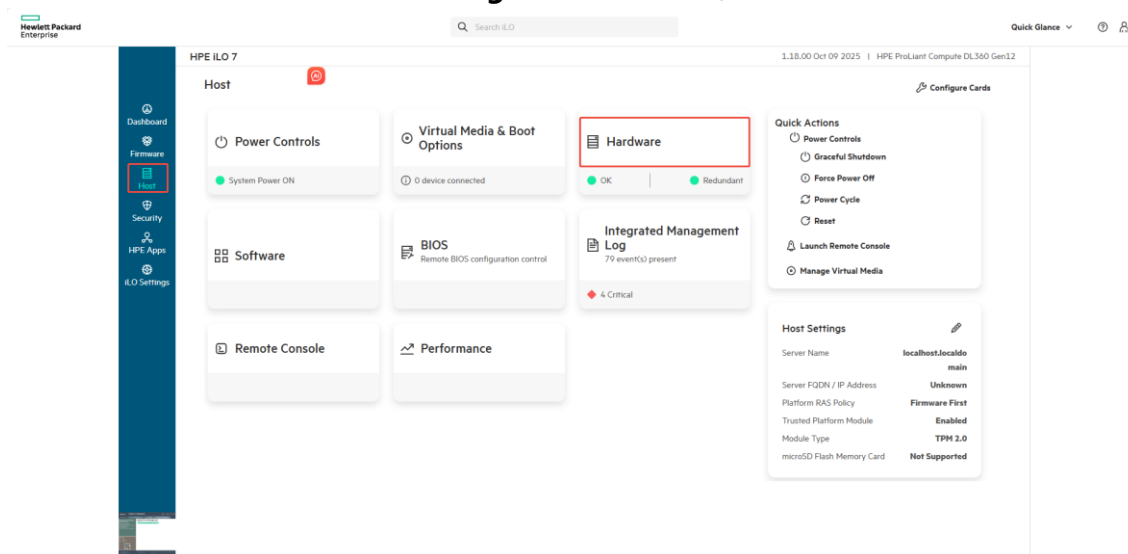 Hewlett Packard
Enterprise
Search iLO
Quick Glance
HPE iLO 7
1.18.00 Oct 09 2025 | HPE ProLiant Compute DL360 Gen12
Host
AI
Configure Cards
Dashboard
Firmware
Host
Security
HPE Apps
iLO Settings
Power Controls
System Power ON
Virtual Media & Boot
Options
0 device connected
Hardware
OK
Redundant
Software
BIOS
Remote BIOS configuration control
Integrated Management
Log
79 event(s) present
4 Critical
Remote Console
Performance
Quick Actions
Power Controls
Graceful Shutdown
Force Power Off
Power Cycle
Reset
Launch Remote Console
Manage Virtual Media
Host Settings
Server Name localhost.localdo
main
Server FQDN / IP Address Unknown
Platform RAS Policy Firmware First
Trusted Platform Module Enabled
Module Type TPM 2.0
microSD Flash Memory Card Not Supported